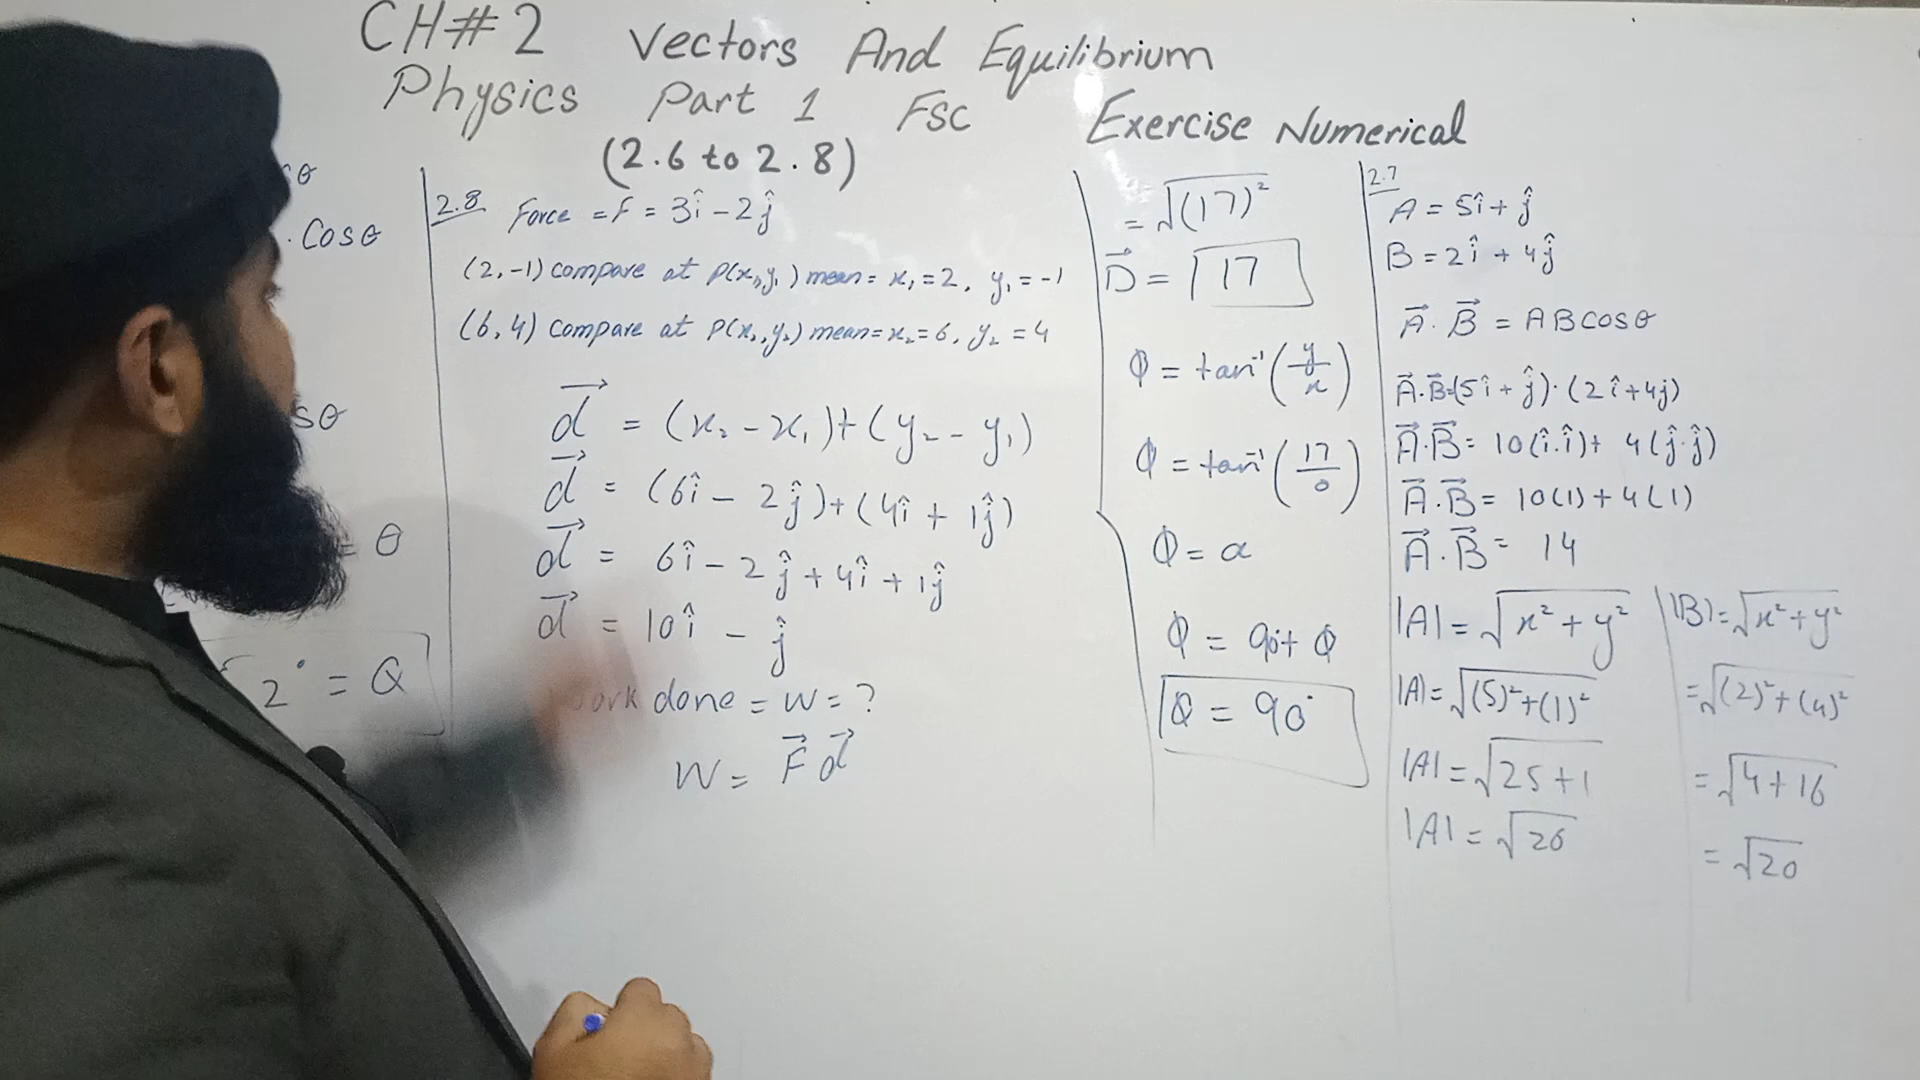 CH#2 Vectors And Equilibrium
Physics Part 1 FSC Exercise Numerical
(2.6 to 2.8)
θ
. Cosθ
sθ
= θ
2° = Q
2.8 Force = F = 3î - 2ĵ
(2,-1) compare at P(x₁,y₁) mean = x₁ = 2, y₁ = -1
(6,4) compare at P(x₂,y₂) mean = x₂ = 6, y₂ = 4
d⃗ = (x₂ - x₁) + (y₂ - y₁)
d⃗ = (6î - 2ĵ) + (4î + 1ĵ)
d⃗ = 6î - 2ĵ + 4î + 1ĵ
d⃗ = 10î - ĵ
work done = W = ?
W = F⃗ d⃗
= √(17)²
D⃗ = 17
Φ = tan⁻¹(y/x)
Φ = tan⁻¹(17/0)
Φ = α
Φ = 90° + Φ
Q = 90°
2.7
A = 5î + ĵ
B = 2î + 4ĵ
A⃗ . B⃗ = ABcosθ
A⃗.B⃗ = (5î + ĵ) . (2î + 4j)
A⃗.B⃗ = 10(î.î) + 4(ĵ.ĵ)
A⃗.B⃗ = 10(1) + 4(1)
A⃗.B⃗ = 14
|A| = √x² + y²
|A| = √(5)² + (1)²
|A| = √25 + 1
|A| = √26
|B| = √x² + y²
= √(2)² + (4)²
= √4 + 16
= √20